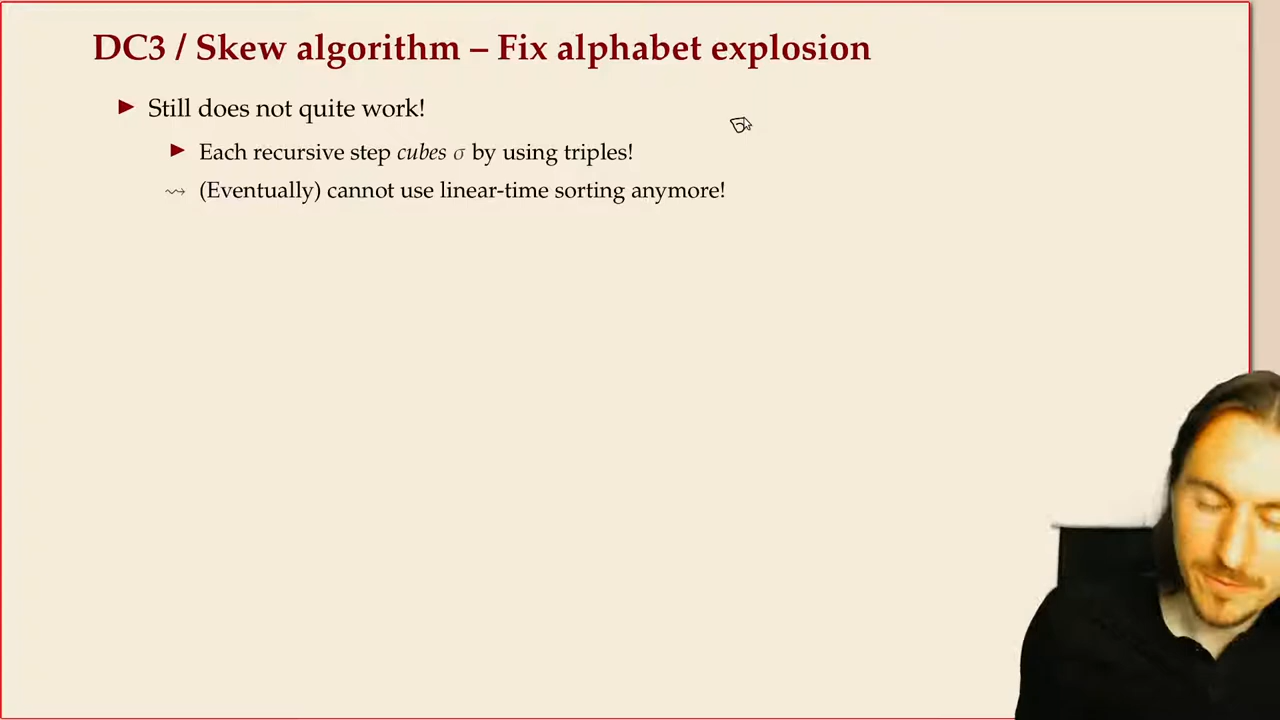 DC3 / Skew algorithm – Fix alphabet explosion
▶ Still does not quite work!
▶ Each recursive step cubes σ by using triples!
⇝ (Eventually) cannot use linear-time sorting anymore!